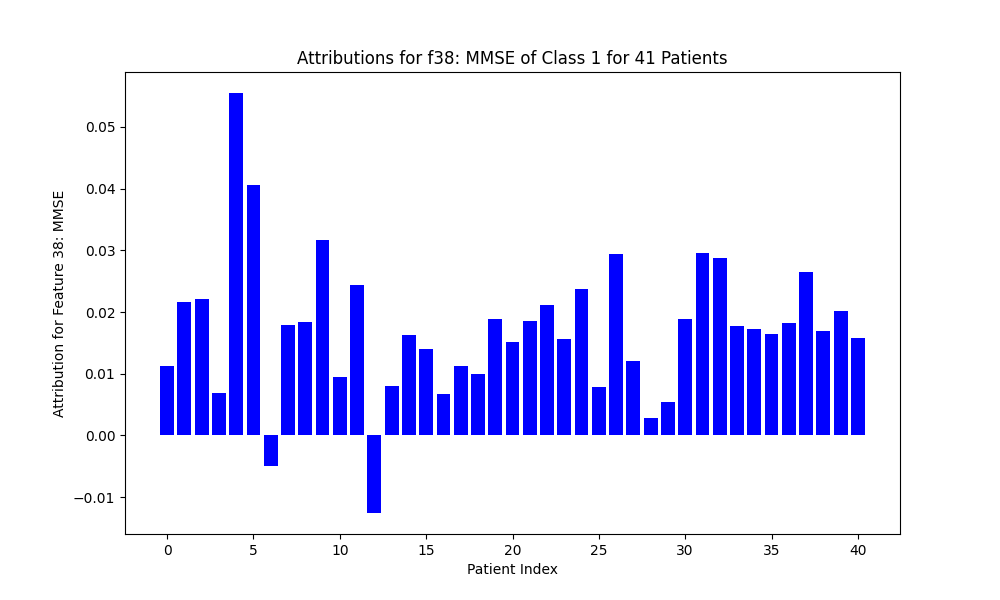 Attributions for f38: MMSE of Class 1 for 41 Patients
Attribution for Feature 38: MMSE
0.05
0.04
0.03
0.02
0.01
0.00
−0.01
0 5 10 15 20 25 30 35 40
Patient Index